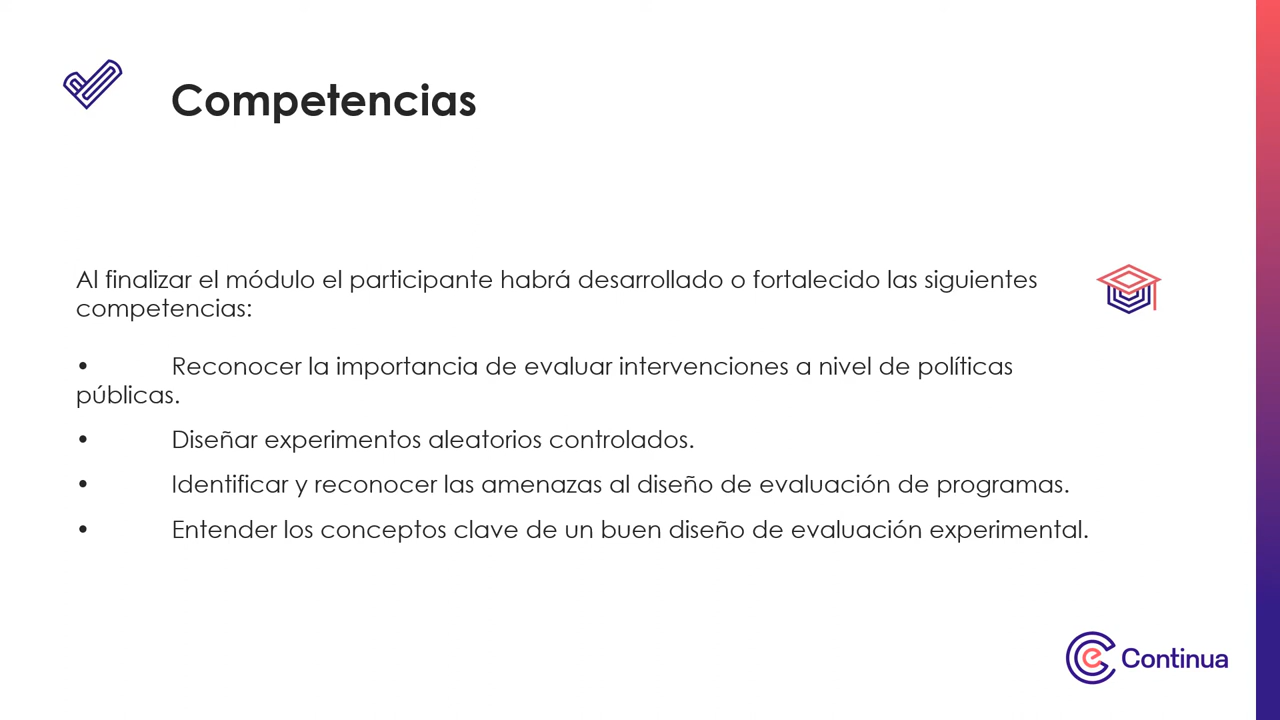 Competencias
Al finalizar el módulo el participante habrá desarrollado o fortalecido las siguientes
competencias:
• Reconocer la importancia de evaluar intervenciones a nivel de políticas
públicas.
• Diseñar experimentos aleatorios controlados.
• Identificar y reconocer las amenazas al diseño de evaluación de programas.
• Entender los conceptos clave de un buen diseño de evaluación experimental.
e Continua